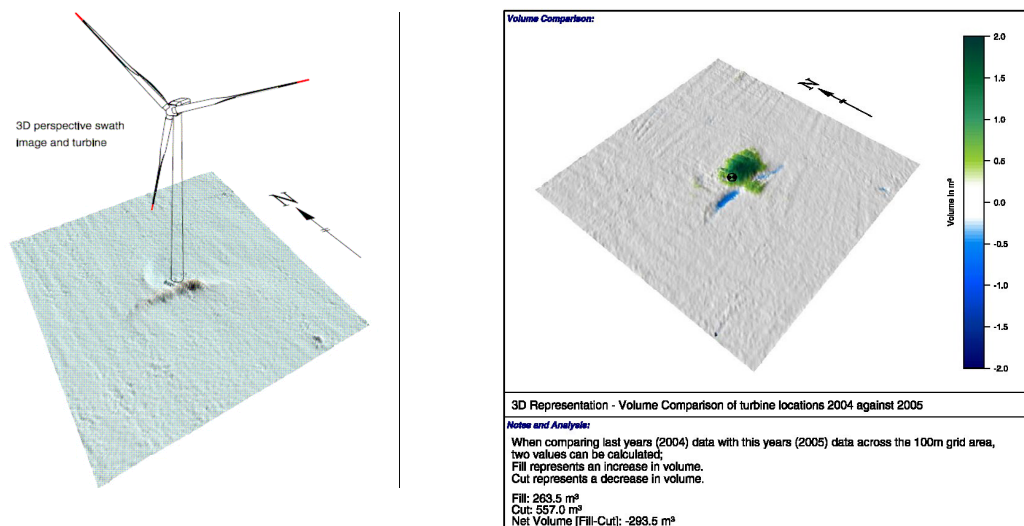 3D perspective swath
image and turbine
N
Volume Comparison:
N
2.0
1.5
1.0
0.5
0.0
-0.5
-1.0
-1.5
-2.0
Volume in m³
3D Representation - Volume Comparison of turbine locations 2004 against 2005
Notes and Analysis:
When comparing last years (2004) data with this years (2005) data across the 100m grid area,
two values can be calculated;
Fill represents an increase in volume.
Cut represents a decrease in volume.
Fill: 263.5 m³
Cut: 557.0 m³
Net Volume [Fill-Cut]: -293.5 m³